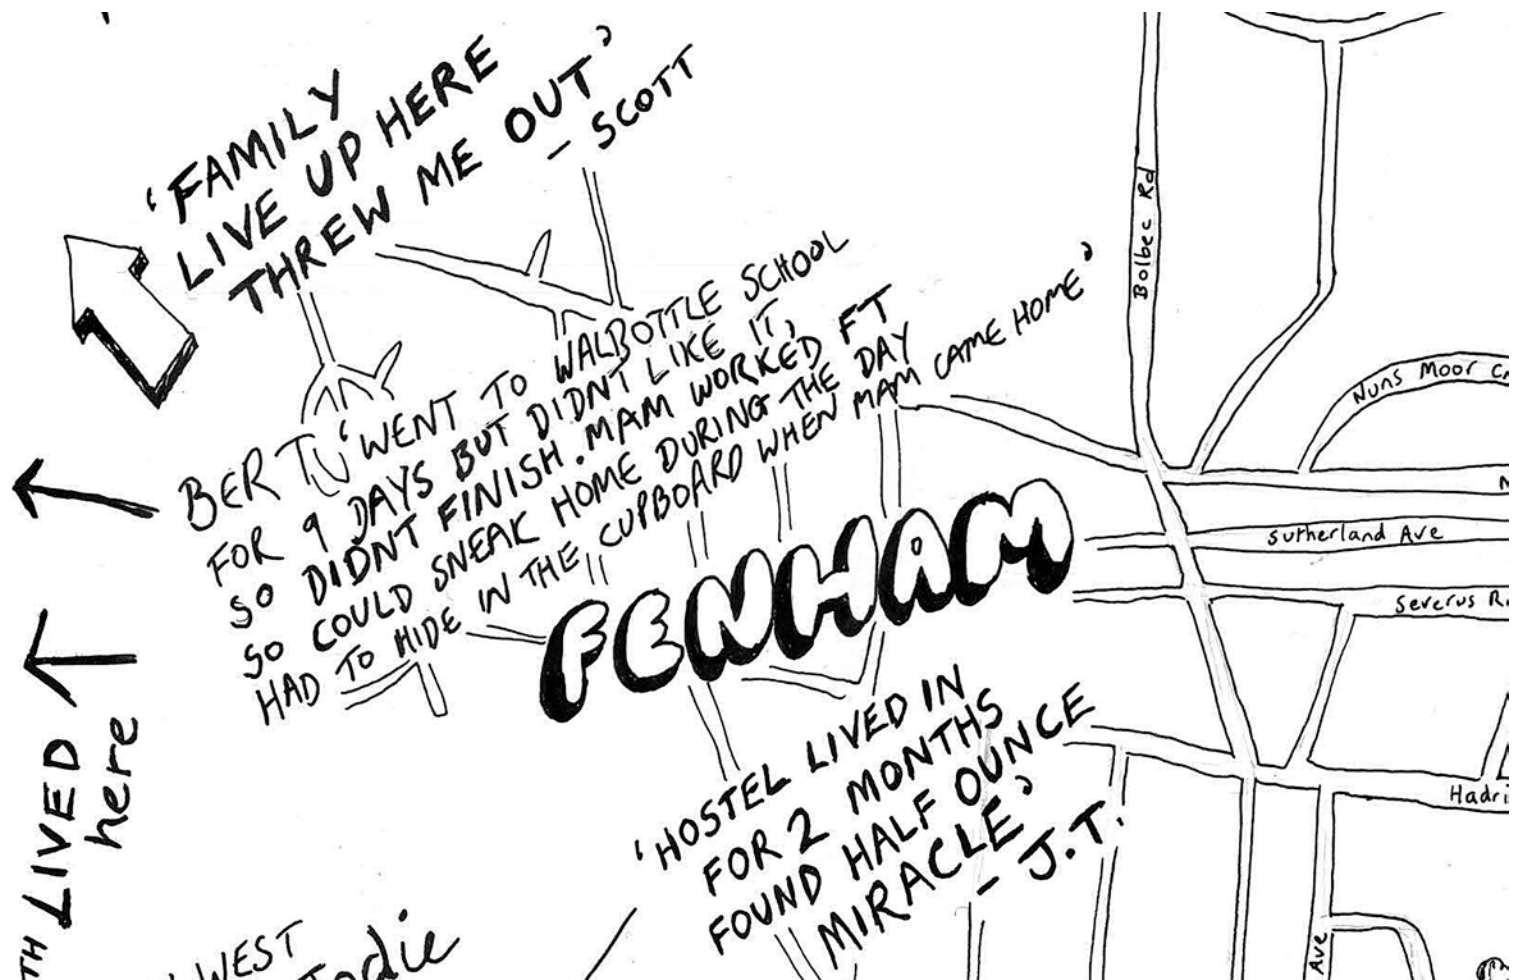 'FAMILY
LIVE UP HERE
THREW ME OUT'
- SCOTT
Bolbec Rd
Nuns Moor
BERT 'WENT TO WALBOTTLE SCHOOL
FOR 9 DAYS BUT DIDNT LIKE IT,
SO DIDNT FINISH. MAM WORKED FT
SO COULD SNEAK HOME DURING THE DAY
HAD TO HIDE IN THE CUPBOARD WHEN MAM CAME HOME'
FENHAM
Sutherland Ave
Severus
'HOSTEL LIVED IN
FOR 2 MONTHS
FOUND HALF OUNCE
MIRACLE'
- J.T.
Hadri
Ave
LIVED
here
WEST
Jodie